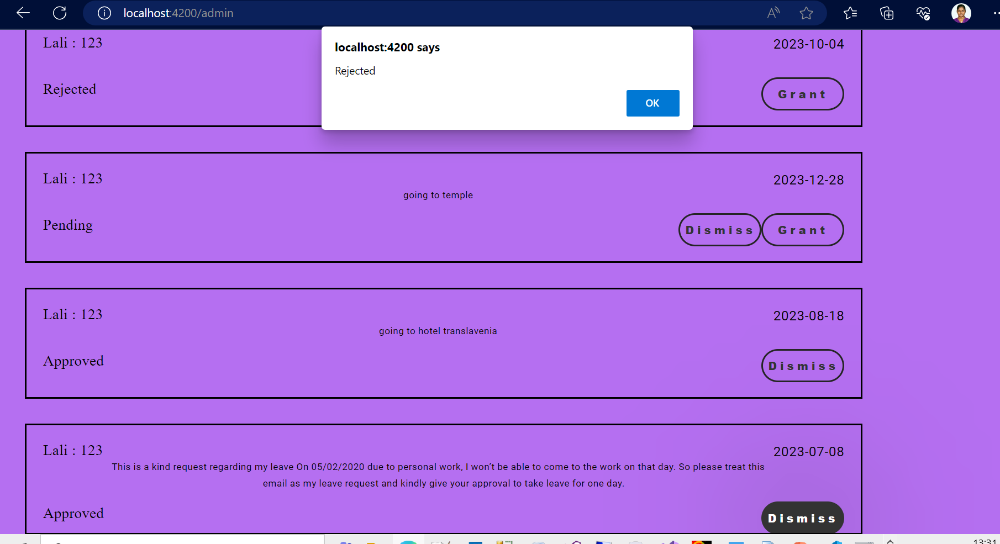 localhost:4200/admin
localhost:4200 says
Rejected
OK
Lali : 123
2023-10-04
Rejected
Grant
Lali : 123
2023-12-28
going to temple
Pending
Dismiss
Grant
Lali : 123
2023-08-18
going to hotel translavenia
Approved
Dismiss
Lali : 123
2023-07-08
This is a kind request regarding my leave On 05/02/2020 due to personal work, I won't be able to come to the work on that day. So please treat this
email as my leave request and kindly give your approval to take leave for one day.
Approved
Dismiss
13:31